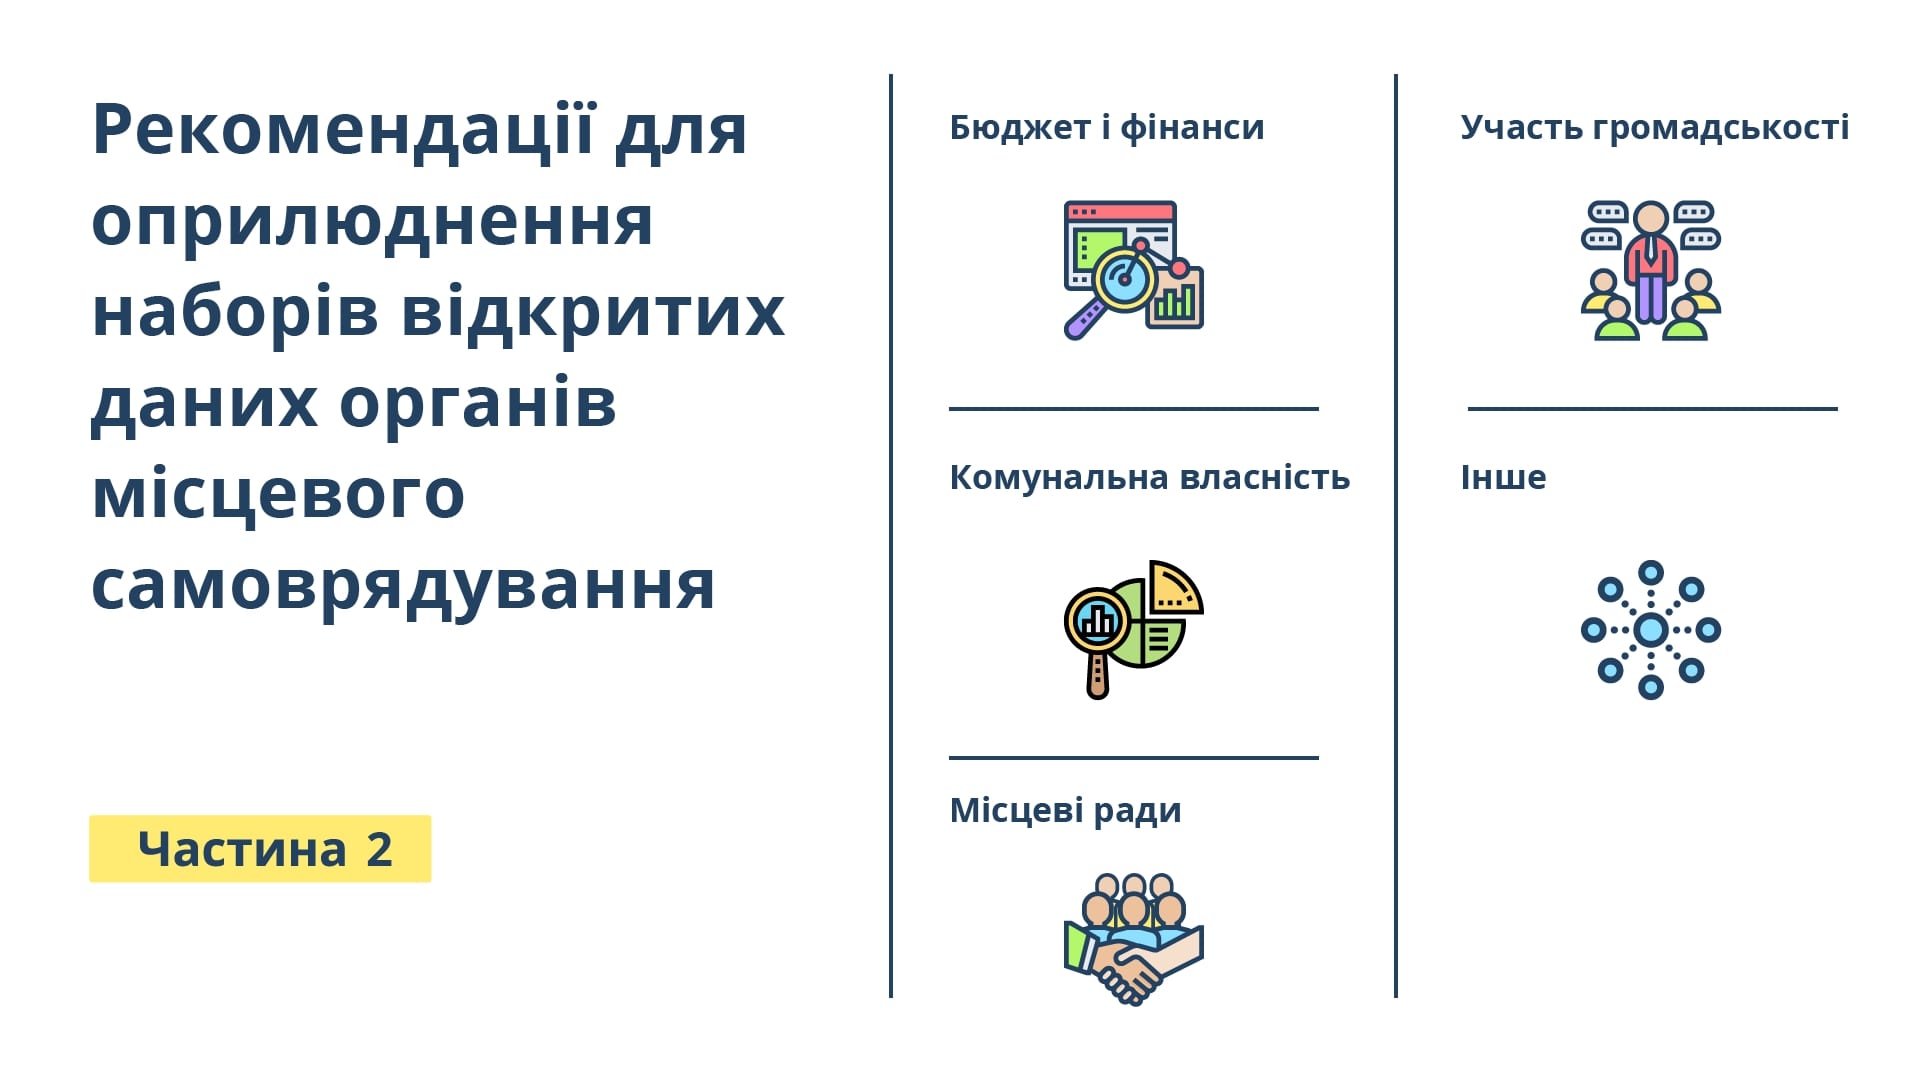 Рекомендації для
оприлюднення
наборів відкритих
даних органів
місцевого
самоврядування
Частина 2
Бюджет і фінанси
Комунальна власність
Місцеві ради
Участь громадськості
Інше